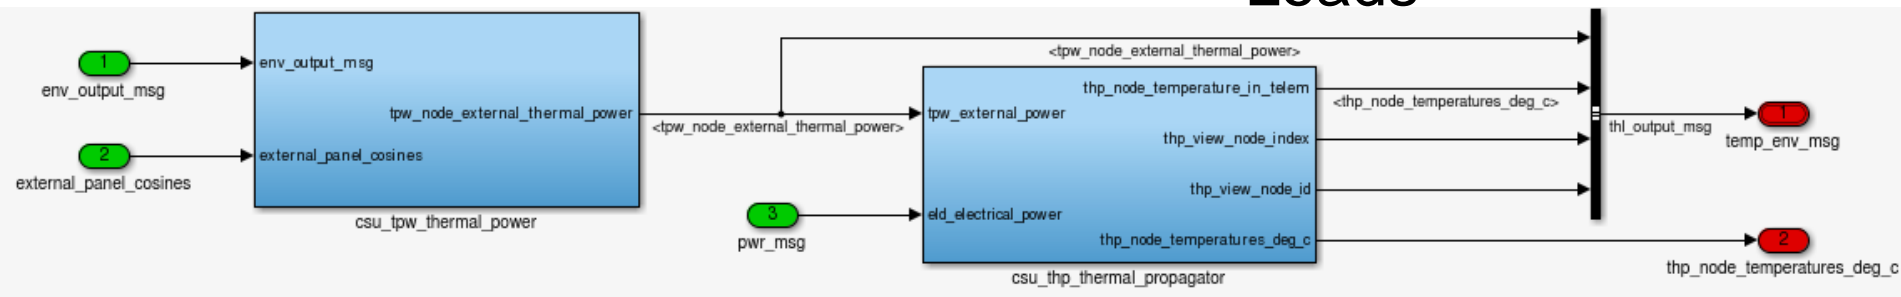 Loads
1
env_output_msg
2
external_panel_cosines
env_output_msg
tpw_node_external_thermal_power
external_panel_cosines
csu_tpw_thermal_power
<tpw_node_external_thermal_power>
<tpw_node_external_thermal_power>
3
pwr_msg
tpw_external_power
eld_electrical_power
thp_node_temperature_in_telem
thp_view_node_index
thp_view_node_id
thp_node_temperatures_deg_c
csu_thp_thermal_propagator
<thp_node_temperatures_deg_c>
thl_output_msg
1
temp_env_msg
2
thp_node_temperatures_deg_c